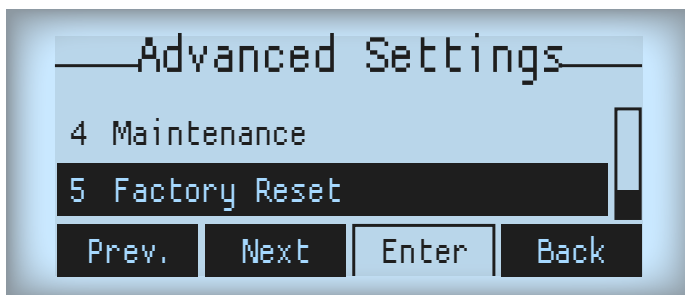 Advanced Settings
4 Maintenance
5 Factory Reset
Prev. Next Enter Back